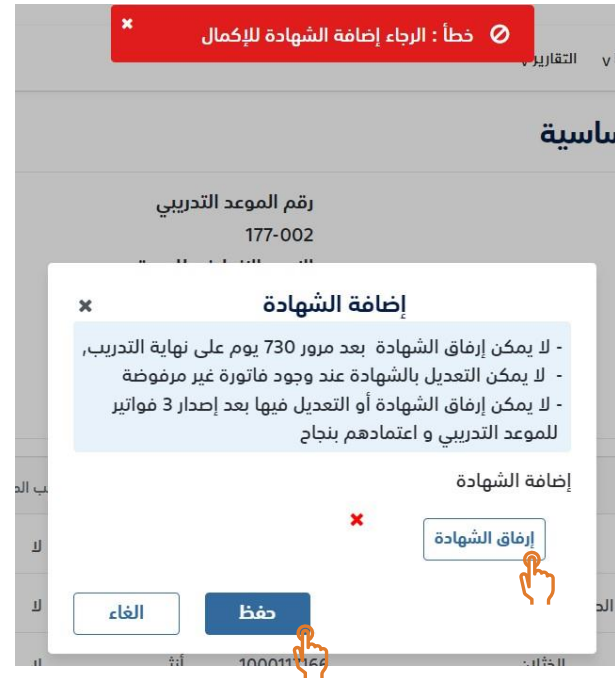 خطأ : الرجاء إضافة الشهادة للإكمال
التقارير
رقم الموعد التدريبي
177-002
إضافة الشهادة
- لا يمكن إرفاق الشهادة بعد مرور 730 يوم على نهاية التدريب,
- لا يمكن التعديل بالشهادة عند وجود فاتورة غير مرفوضة
- لا يمكن إرفاق الشهادة أو التعديل فيها بعد إصدار 3 فواتير
للموعد التدريبي و اعتمادهم بنجاح
إضافة الشهادة
إرفاق الشهادة
لا
لا
حفظ
الغاء